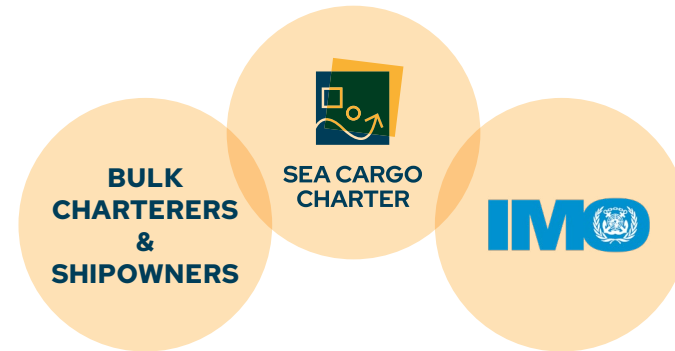 BULK
CHARTERERS
&
SHIPOWNERS
SEA CARGO
CHARTER
IMO